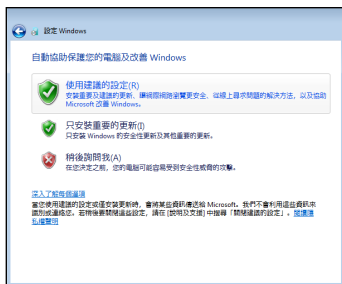 設定 Windows
自動協助保護您的電腦及改善 Windows
使用建議的設定(R)
安裝重要及建議的更新、讓網際網路瀏覽更安全、從線上尋求問題的解決方法，以及協助
Microsoft 改善 Windows。
只安裝重要的更新(I)
只安裝 Windows 的安全性更新及其他重要的更新。
稍後詢問我(A)
在您決定之前，您的電腦可能容易受到安全性威脅的攻擊。
深入了解每個選項
當您使用建議的設定或僅安裝更新時，會將某些資訊傳送給 Microsoft。我們不會利用這些資訊來
識別或連絡您。若稍後要關閉這些設定，請在 [說明及支援] 中搜尋「關閉建議的設定」。閱讀隱
私權聲明